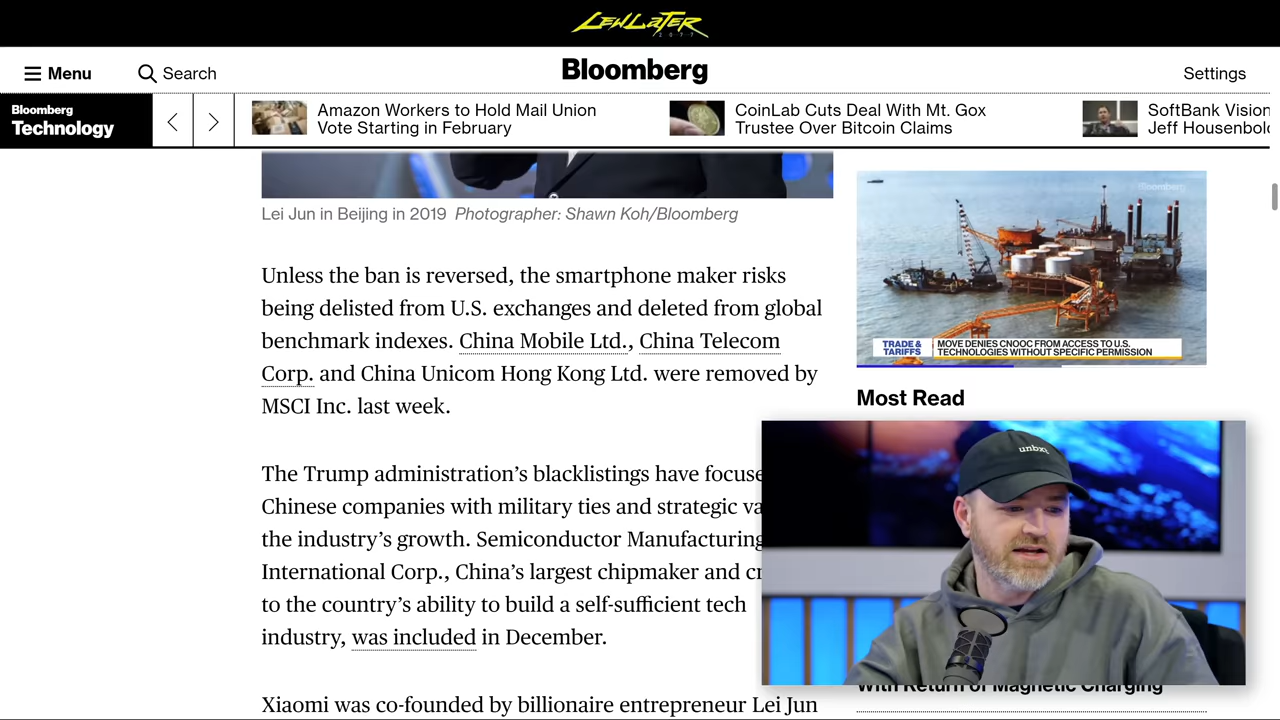 LEWLATER
2077
Menu
Search
Bloomberg
Settings
Bloomberg
Technology
Amazon Workers to Hold Mail Union
Vote Starting in February
CoinLab Cuts Deal With Mt. Gox
Trustee Over Bitcoin Claims
SoftBank Vision
Jeff Housenbol
Lei Jun in Beijing in 2019 Photographer: Shawn Koh/Bloomberg
Unless the ban is reversed, the smartphone maker risks
being delisted from U.S. exchanges and deleted from global
benchmark indexes. China Mobile Ltd., China Telecom
Corp. and China Unicom Hong Kong Ltd. were removed by
MSCI Inc. last week.
The Trump administration's blacklistings have focuse
Chinese companies with military ties and strategic va
the industry's growth. Semiconductor Manufacturing
International Corp., China's largest chipmaker and cr
to the country's ability to build a self-sufficient tech
industry, was included in December.
Xiaomi was co-founded by billionaire entrepreneur Lei Jun
Bloomberg
TRADE &
TARIFFS
MOVE DENIES CNOOC FROM ACCESS TO U.S.
TECHNOLOGIES WITHOUT SPECIFIC PERMISSION
Most Read
unbx
With Return of Magnetic Charging